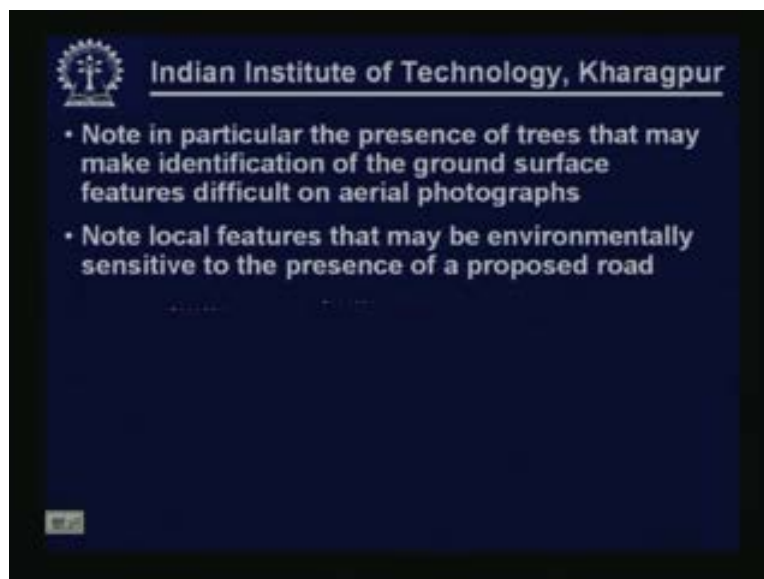 Indian Institute of Technology, Kharagpur
• Note in particular the presence of trees that may
make identification of the ground surface
features difficult on aerial photographs
• Note local features that may be environmentally
sensitive to the presence of a proposed road